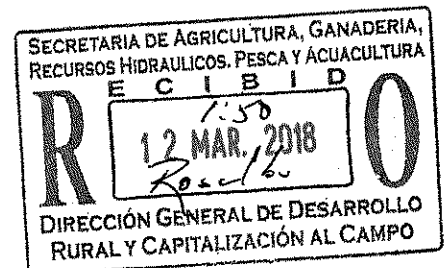 SECRETARIA DE AGRICULTURA, GANADERIA,
RECURSOS HIDRAULICOS. PESCA Y ACUACULTURA
RECIBIDO
1:50
12 MAR. 2018
DIRECCIÓN GENERAL DE DESARROLLO
RURAL Y CAPITALIZACIÓN AL CAMPO